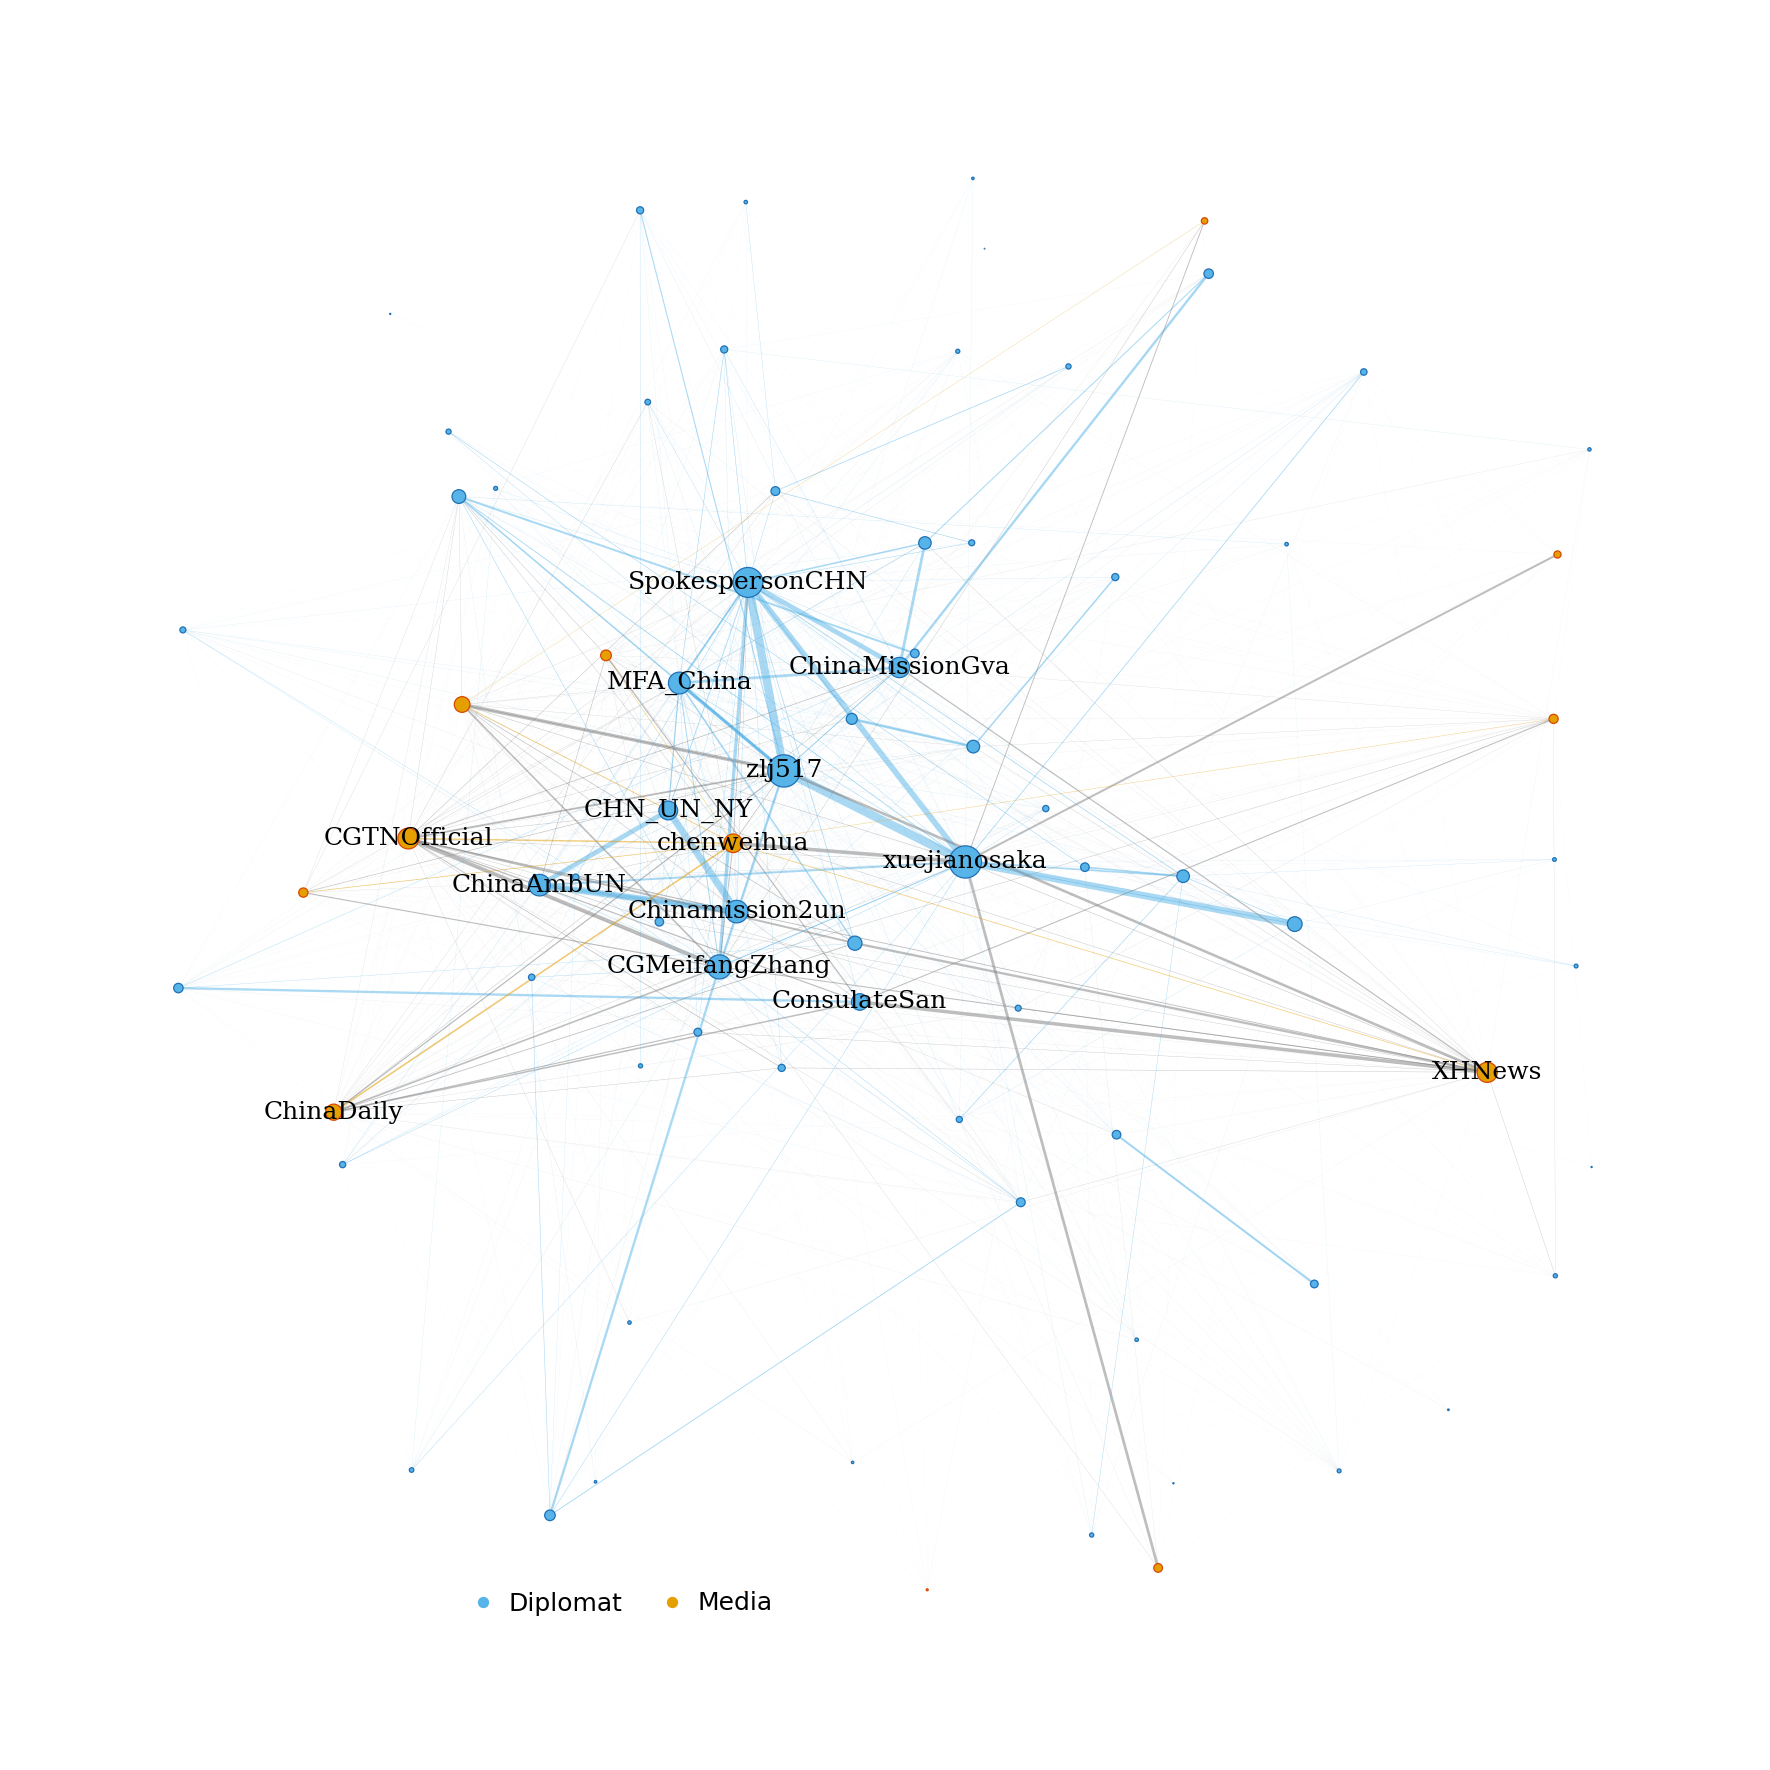 SpokespersonCHN
ChinaMissionGva
MFA_China
zlj517
CHN_UN_NY
CGTNOfficial
chenweihua
xuejianosaka
ChinaAmbUN
Chinamission2un
CGMeifangZhang
ConsulateSan
XHNews
ChinaDaily
Diplomat Media